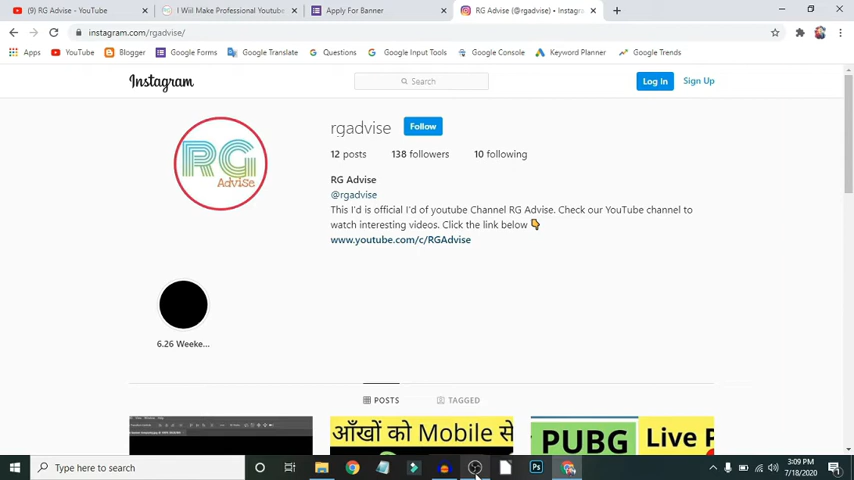 (9) RG Advise - YouTube
I Wiil Make Professional Youtube
Apply For Banner
RG Advise (@rgadvise) • Instagra
instagram.com/rgadvise/
Apps YouTube Blogger Google Forms Google Translate Questions Google Input Tools Google Console Keyword Planner Google Trends
Instagram
Search
Log In Sign Up
RG
Advise
rgadvise Follow
12 posts 138 followers 10 following
RG Advise
@rgadvise
This I'd is official I'd of youtube Channel RG Advise. Check our YouTube channel to
watch interesting videos. Click the link below 👇
www.youtube.com/c/RGAdvise
6.26 Weeke...
POSTS TAGGED
आँखों को Mobile से
PUBG
Live P
Type here to search
Ps
3:09 PM
7/18/2020